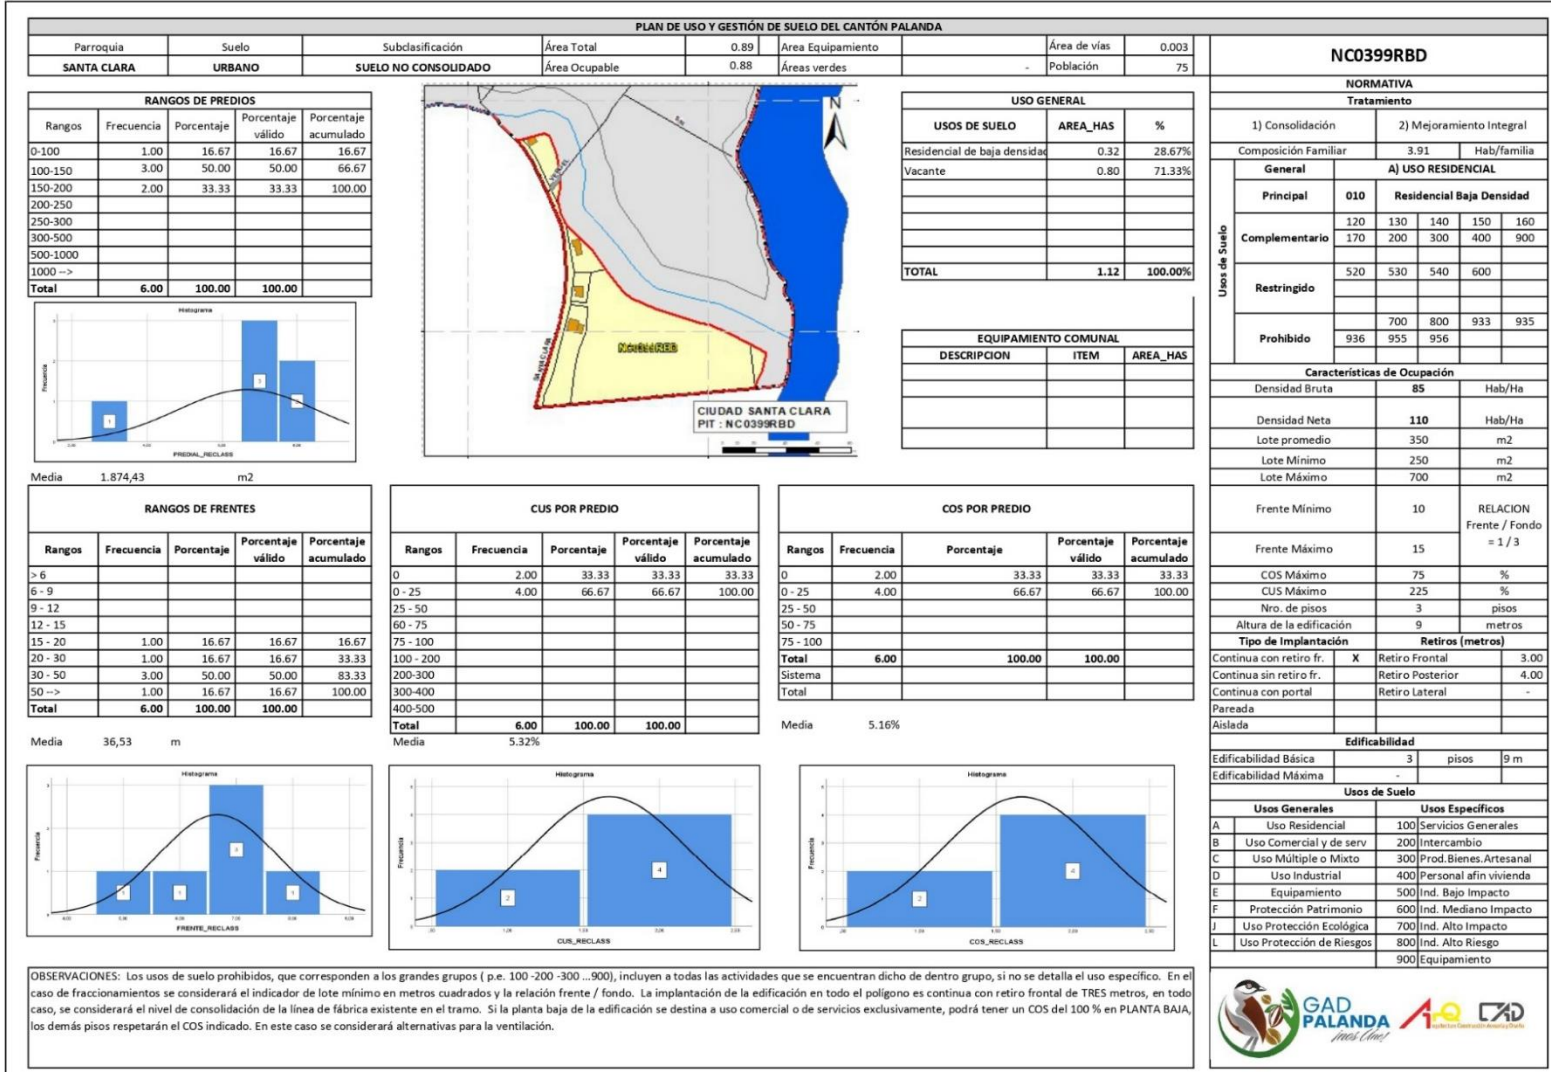 PLAN DE USO Y GESTIÓN DE SUELO DEL CANTÓN PALANDA
Parroquia Suelo Subclasificación Área Total 0.89 Area Equipamiento Área de vías 0.003
SANTA CLARA URBANO SUELO NO CONSOLIDADO Área Ocupable 0.88 Áreas verdes - Población 75
NC0399RBD
RANGOS DE PREDIOS
Rangos Frecuencia Porcentaje Porcentaje válido Porcentaje acumulado
0-100 1.00 16.67 16.67 16.67
100-150 3.00 50.00 50.00 66.67
150-200 2.00 33.33 33.33 100.00
200-250
250-300
300-500
500-1000
1000 -->
Total 6.00 100.00 100.00
Histograma
Frecuencia
PREDIAL_RECLASS
Media 1.874,43 m2
N
SANTA CLARA
CIUDAD SANTA CLARA
PIT : NC0399RBD
USO GENERAL
USOS DE SUELO AREA_HAS %
Residencial de baja densidad 0.32 28.67%
Vacante 0.80 71.33%
TOTAL 1.12 100.00%
EQUIPAMIENTO COMUNAL
DESCRIPCION ITEM AREA_HAS
RANGOS DE FRENTES
Rangos Frecuencia Porcentaje Porcentaje válido Porcentaje acumulado
> 6
6 - 9
9 - 12
12 - 15
15 - 20 1.00 16.67 16.67 16.67
20 - 30 1.00 16.67 16.67 33.33
30 - 50 3.00 50.00 50.00 83.33
50 --> 1.00 16.67 16.67 100.00
Total 6.00 100.00 100.00
Media 36,53 m
CUS POR PREDIO
Rangos Frecuencia Porcentaje Porcentaje válido Porcentaje acumulado
0 2.00 33.33 33.33 33.33
0 - 25 4.00 66.67 66.67 100.00
25 - 50
60 - 75
75 - 100
100 - 200
200-300
300-400
400-500
Total 6.00 100.00 100.00
Media 5.32%
COS POR PREDIO
Rangos Frecuencia Porcentaje Porcentaje válido Porcentaje acumulado
0 2.00 33.33 33.33 33.33
0 - 25 4.00 66.67 66.67 100.00
25 - 50
50 - 75
75 - 100
Total 6.00 100.00 100.00
Sistema
Total
Media 5.16%
Histograma
Frecuencia
FRENTE_RECLASS
Histograma
Frecuencia
2
4
CUS_RECLASS
Histograma
Frecuencia
2
4
COS_RECLASS
NORMATIVA
Tratamiento
1) Consolidación 2) Mejoramiento Integral
Composición Familiar 3.91 Hab/familia
Usos de Suelo
General A) USO RESIDENCIAL
Principal 010 Residencial Baja Densidad
Complementario
120 130 140 150 160
170 200 300 400 900
Restringido
520 530 540 600
Prohibido
700 800 933 935
936 955 956
Características de Ocupación
Densidad Bruta 85 Hab/Ha
Densidad Neta 110 Hab/Ha
Lote promedio 350 m2
Lote Mínimo 250 m2
Lote Máximo 700 m2
Frente Mínimo 10
Frente Máximo 15
RELACION
Frente / Fondo
= 1 / 3
COS Máximo 75 %
CUS Máximo 225 %
Nro. de pisos 3 pisos
Altura de la edificación 9 metros
Tipo de Implantación Retiros (metros)
Continua con retiro fr. X Retiro Frontal 3.00
Continua sin retiro fr. Retiro Posterior 4.00
Continua con portal Retiro Lateral -
Pareada
Aislada
Edificabilidad
Edificabilidad Básica 3 pisos 9 m
Edificabilidad Máxima -
Usos de Suelo
Usos Generales Usos Específicos
A Uso Residencial 100 Servicios Generales
B Uso Comercial y de serv 200 Intercambio
C Uso Múltiple o Mixto 300 Prod.Bienes.Artesanal
D Uso Industrial 400 Personal afin vivienda
E Equipamiento 500 Ind. Bajo Impacto
F Protección Patrimonio 600 Ind. Mediano Impacto
J Uso Protección Ecológica 700 Ind. Alto Impacto
L Uso Protección de Riesgos 800 Ind. Alto Riesgo
900 Equipamiento
OBSERVACIONES: Los usos de suelo prohibidos, que corresponden a los grandes grupos ( p.e. 100 -200 -300 ...900), incluyen a todas las actividades que se encuentran dicho de dentro grupo, si no se detalla el uso específico. En el
caso de fraccionamientos se considerará el indicador de lote mínimo en metros cuadrados y la relación frente / fondo. La implantación de la edificación en todo el polígono es continua con retiro frontal de TRES metros, en todo
caso, se considerará el nivel de consolidación de la línea de fábrica existente en el tramo. Si la planta baja de la edificación se destina a uso comercial o de servicios exclusivamente, podrá tener un COS del 100 % en PLANTA BAJA,
los demás pisos respetarán el COS indicado. En este caso se considerará alternativas para la ventilación.
GAD
PALANDA
¡nos Une!